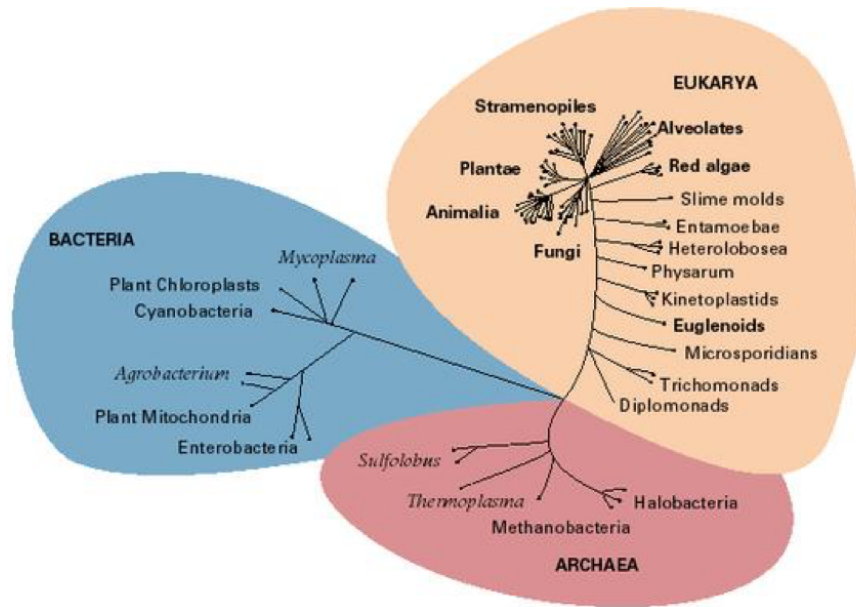 EUKARYA
Stramenopiles
Alveolates
Plantae
Red algae
Animalia
Slime molds
Entamoebae
Fungi
Heterolobosea
Physarum
Kinetoplastids
Euglenoids
Microsporidians
Trichomonads
Diplomonads
BACTERIA
Mycoplasma
Plant Chloroplasts
Cyanobacteria
Agrobacterium
Plant Mitochondria
Enterobacteria
Sulfolobus
Thermoplasma
Halobacteria
Methanobacteria
ARCHAEA